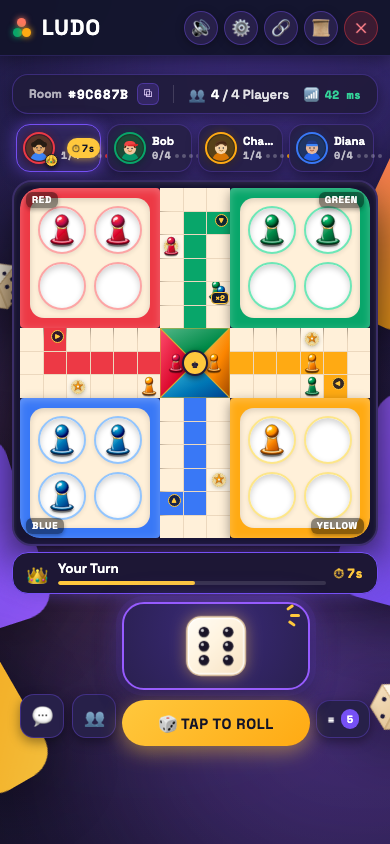 LUDO
Room #9C687B
4 / 4 Players
42 ms
1/
7s
Bob
0/4
Cha...
1/4
Diana
0/4
RED
GREEN
×2
BLUE
YELLOW
Your Turn
7s
TAP TO ROLL
5